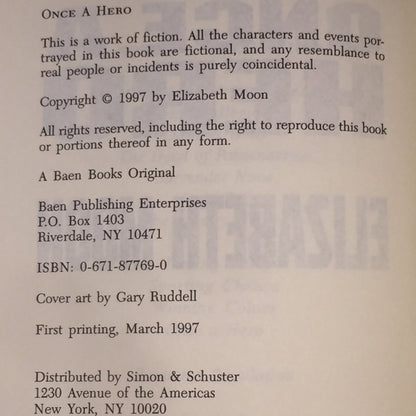 ONCE A HERO
This is a work of fiction. All the characters and events por-
trayed in this book are fictional, and any resemblance to
real people or incidents is purely coincidental.
Copyright © 1997 by Elizabeth Moon
All rights reserved, including the right to reproduce this book
or portions thereof in any form.
A Baen Books Original
Baen Publishing Enterprises
P.O. Box 1403
Riverdale, NY 10471
ISBN: 0-671-87769-0
Cover art by Gary Ruddell
First printing, March 1997
Distributed by Simon & Schuster
1230 Avenue of the Americas
New York, NY 10020